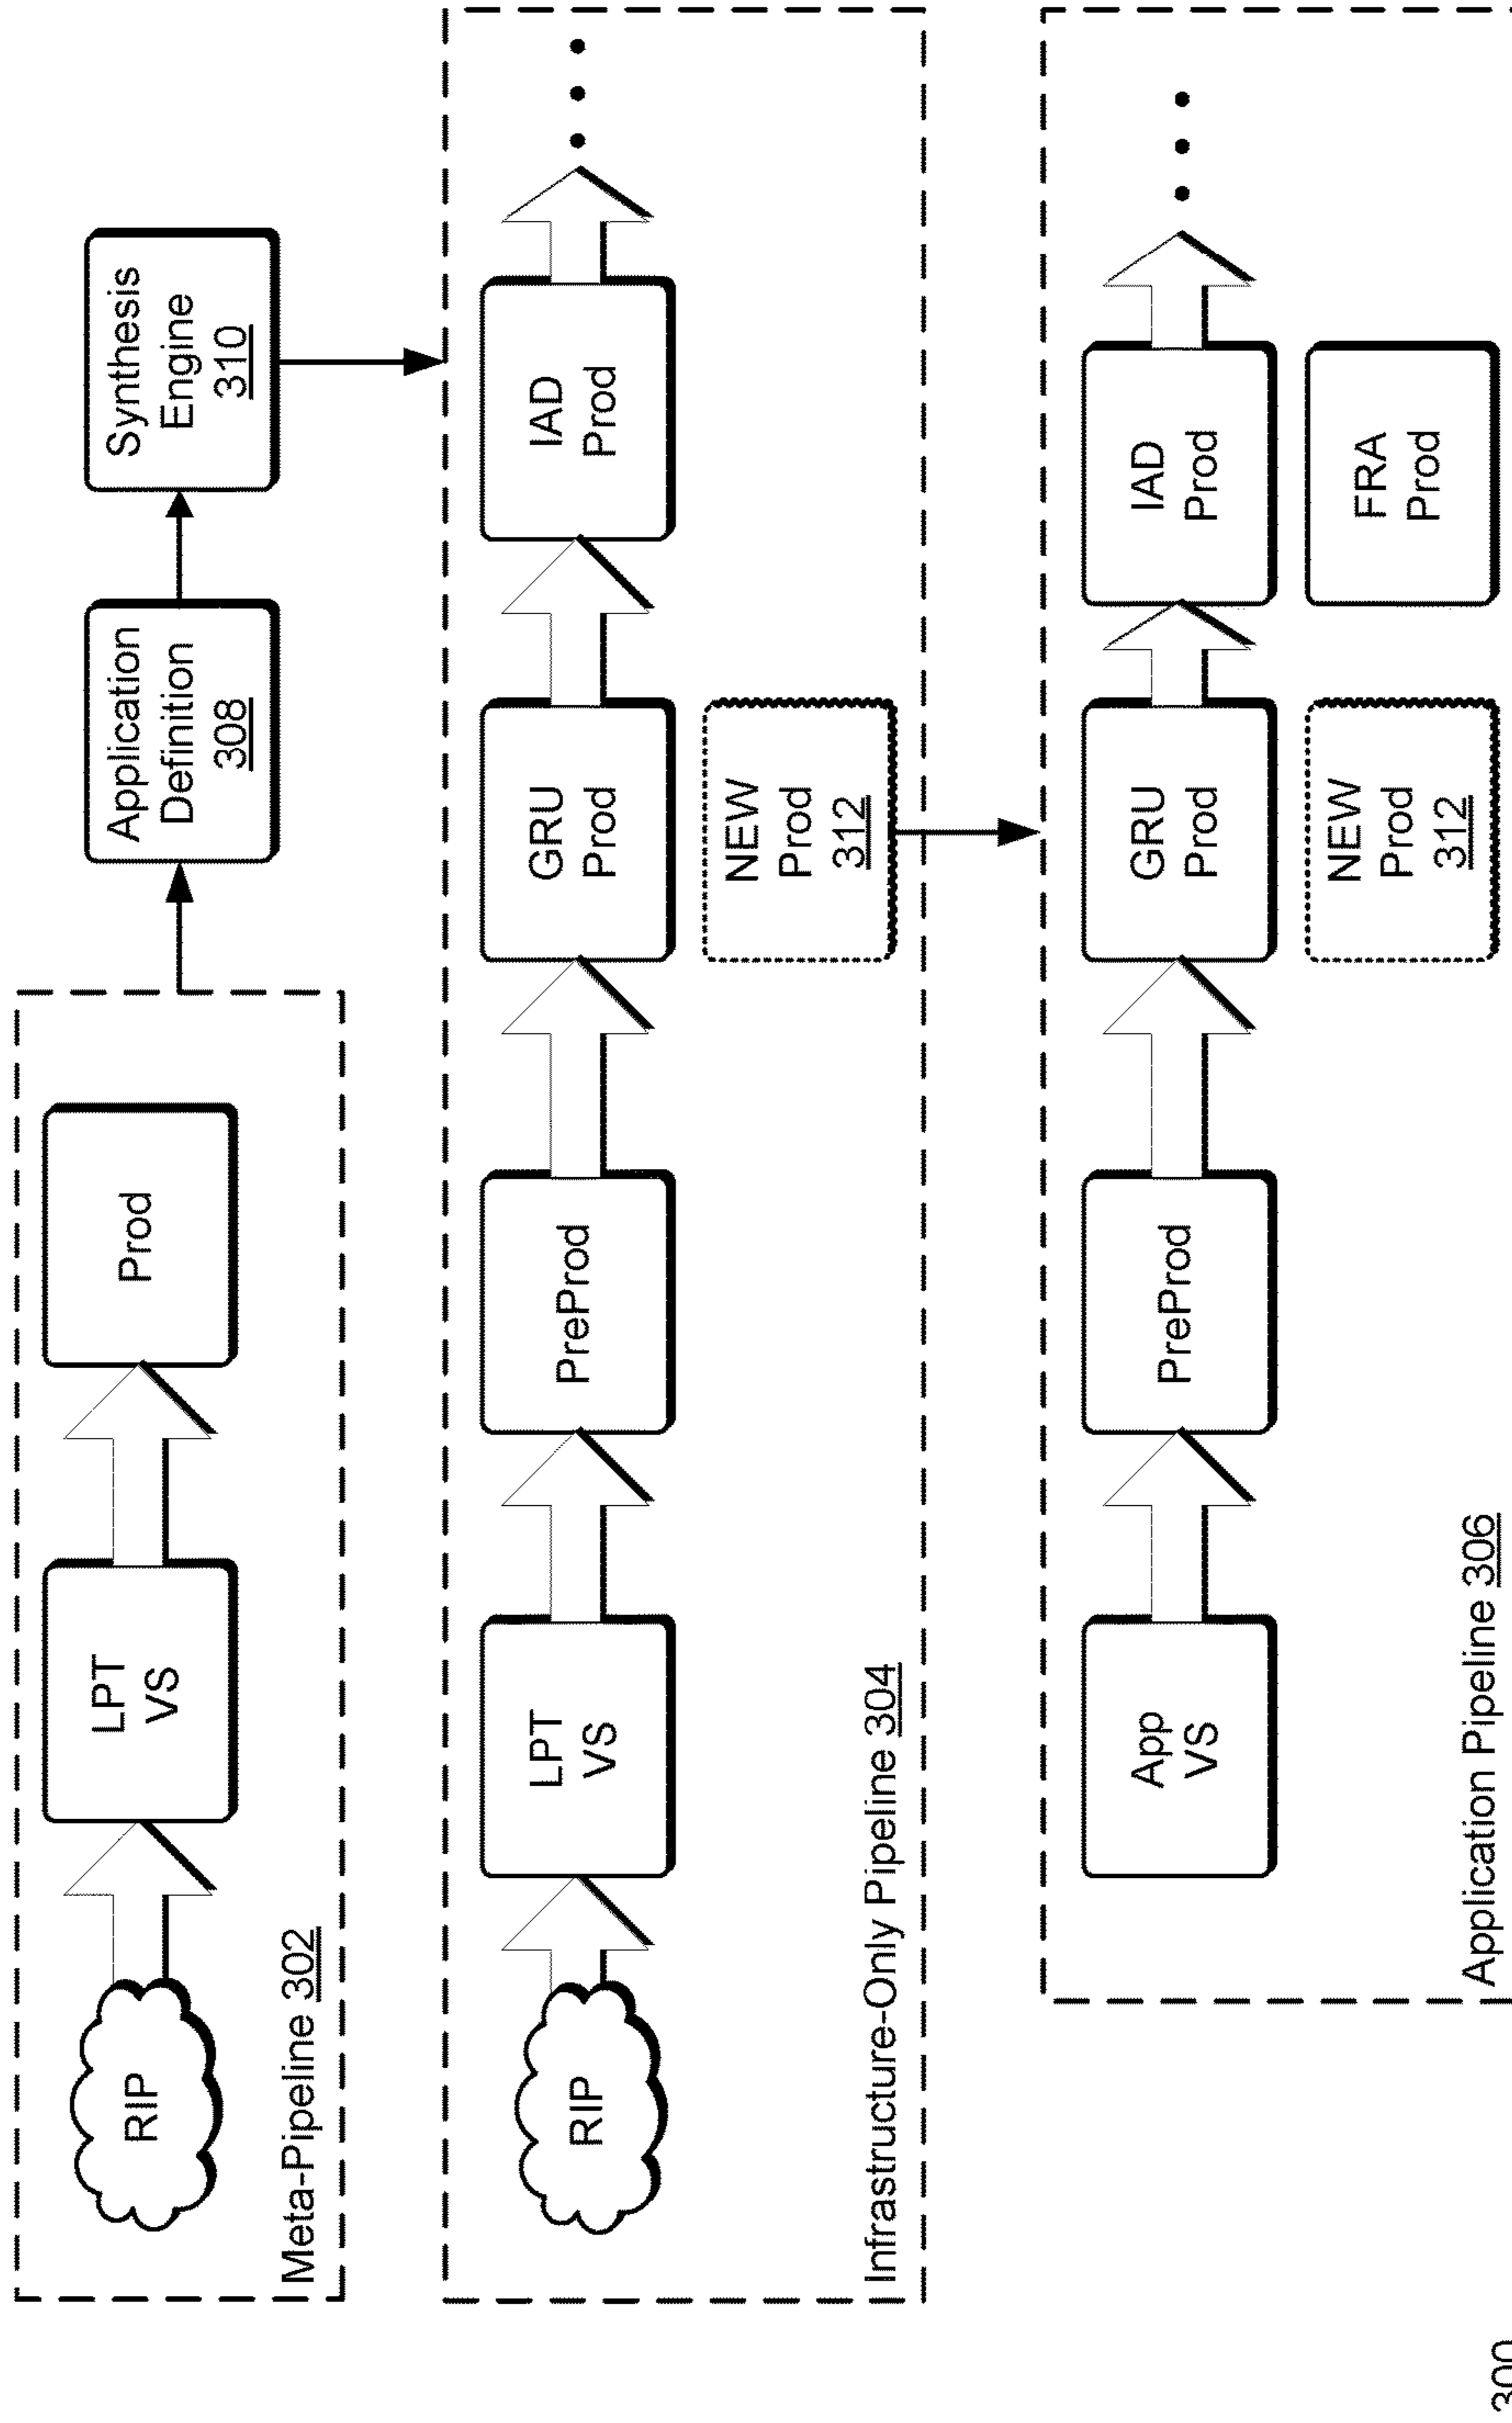 RIP
LPT
VS
Prod
Meta-Pipeline 302
Application
Definition
308
Synthesis
Engine
310
RIP
LPT
VS
PreProd
GRU
Prod
IAD
Prod
NEW
Prod
312
Infrastructure-Only Pipeline 304
App
VS
PreProd
GRU
Prod
IAD
Prod
NEW
Prod
312
FRA
Prod
Application Pipeline 306
300